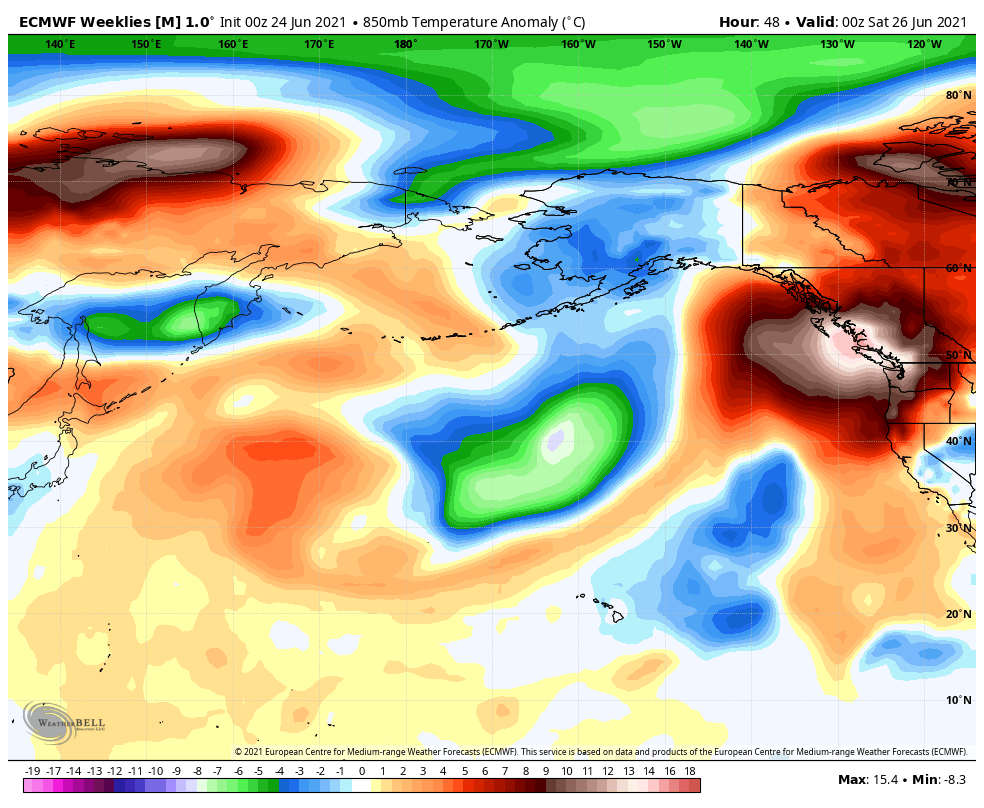 ECMWF Weeklies [M] 1.0° Init 00z 24 Jun 2021 • 850mb Temperature Anomaly (°C)
Hour: 48 • Valid: 00z Sat 26 Jun 2021
140°E 150°E 160°E 170°E 180° 170°W 160°W 150°W 140°W 130°W 120°W
80°N
70°N
60°N
50°N
40°N
30°N
20°N
10°N
WEATHERBELL
Analytics LLC
© 2021 European Centre for Medium-range Weather Forecasts (ECMWF). This service is based on data and products of the European Centre for Medium-range Weather Forecasts (ECMWF).
-19 -17 -14 -13 -12 -11 -10 -9 -8 -7 -6 -5 -4 -3 -2 -1 0 1 2 3 4 5 6 7 8 9 10 11 12 13 14 16 18
Max: 15.4 • Min: -8.3